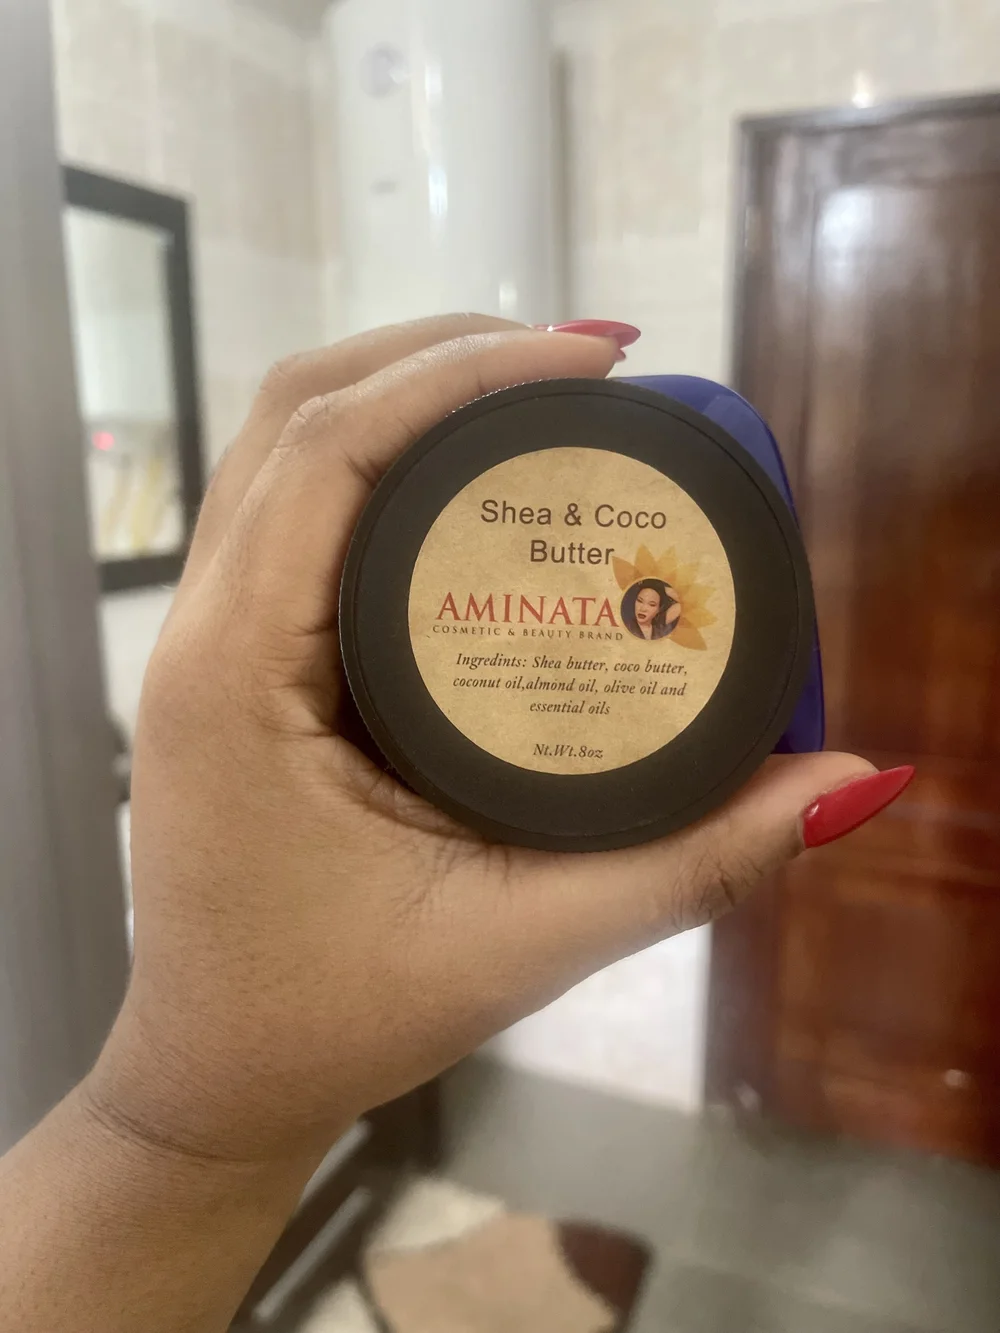 Shea & Coco
Butter
AMINATA
COSMETIC & BEAUTY BRAND
Ingredints: Shea butter, coco butter,
coconut oil,almond oil, olive oil and
essential oils
Nt.Wt.8oz